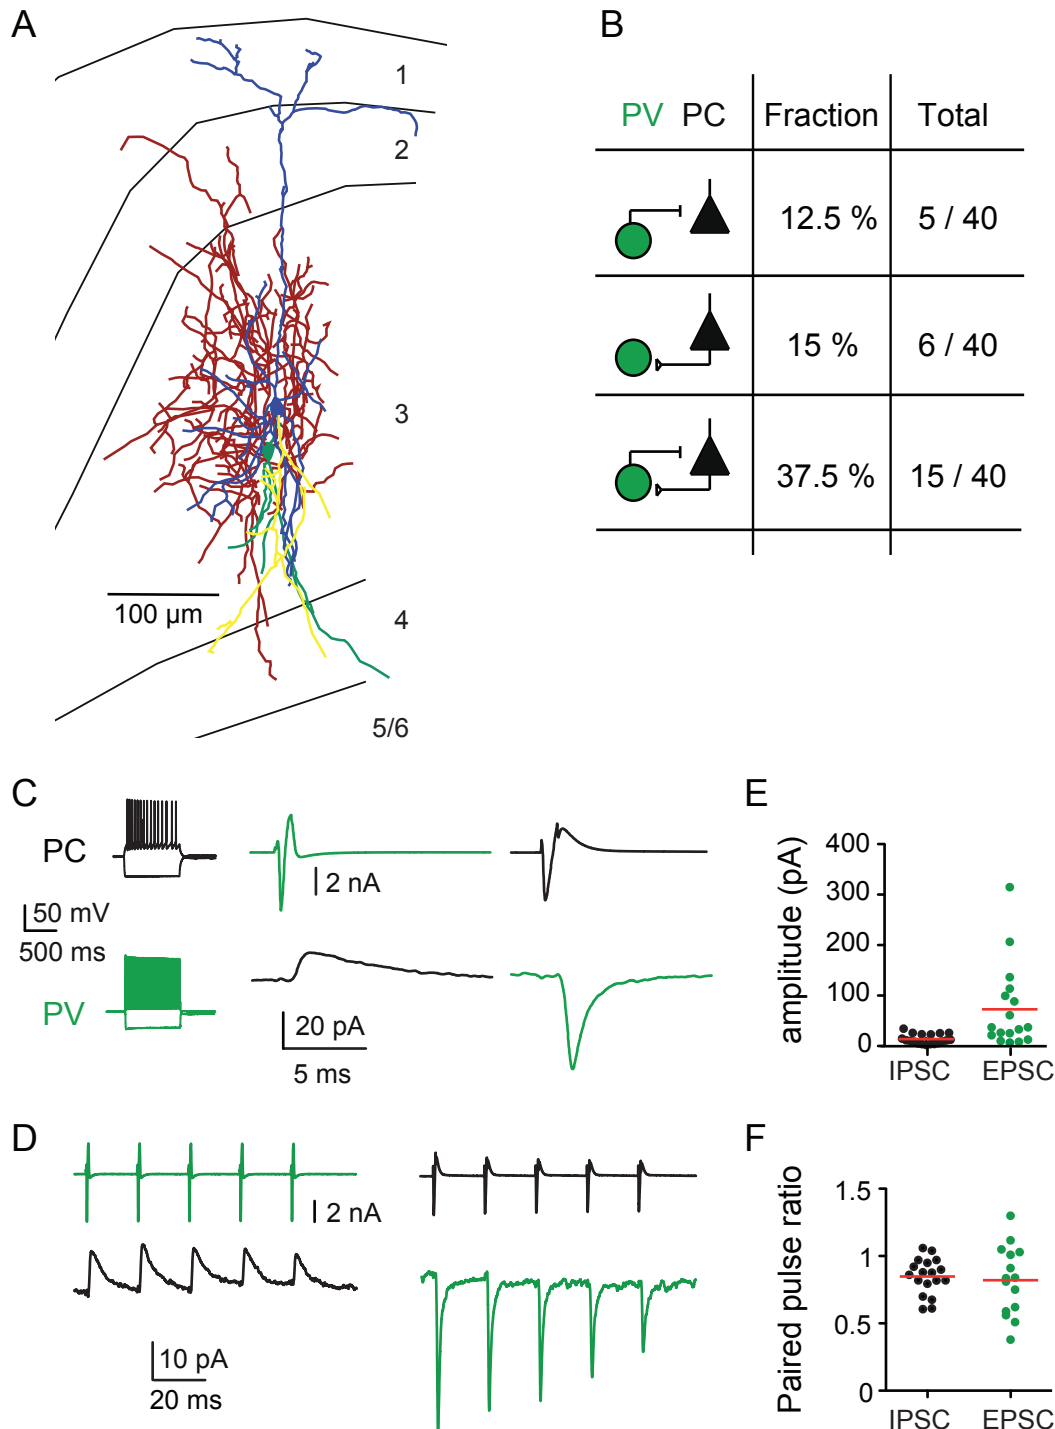 A
1
2
3
4
5/6
100 µm
B
PV PC Fraction Total
12.5 % 5 / 40
15 % 6 / 40
37.5 % 15 / 40
C
PC
50 mV
500 ms
PV
2 nA
20 pA
5 ms
D
2 nA
10 pA
20 ms
E
amplitude (pA)
400
300
200
100
0
IPSC EPSC
F
Paired pulse ratio
1.5
1
0.5
0
IPSC EPSC